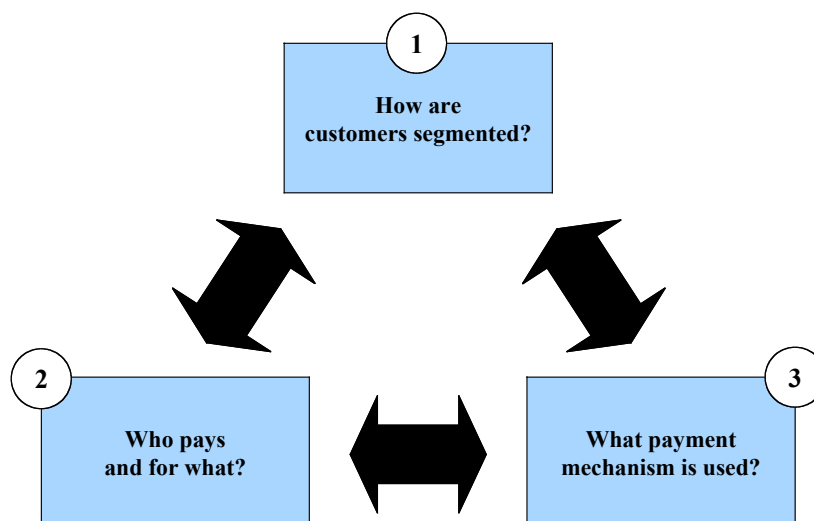 1
How are
customers segmented?
2
Who pays
and for what?
3
What payment
mechanism is used?